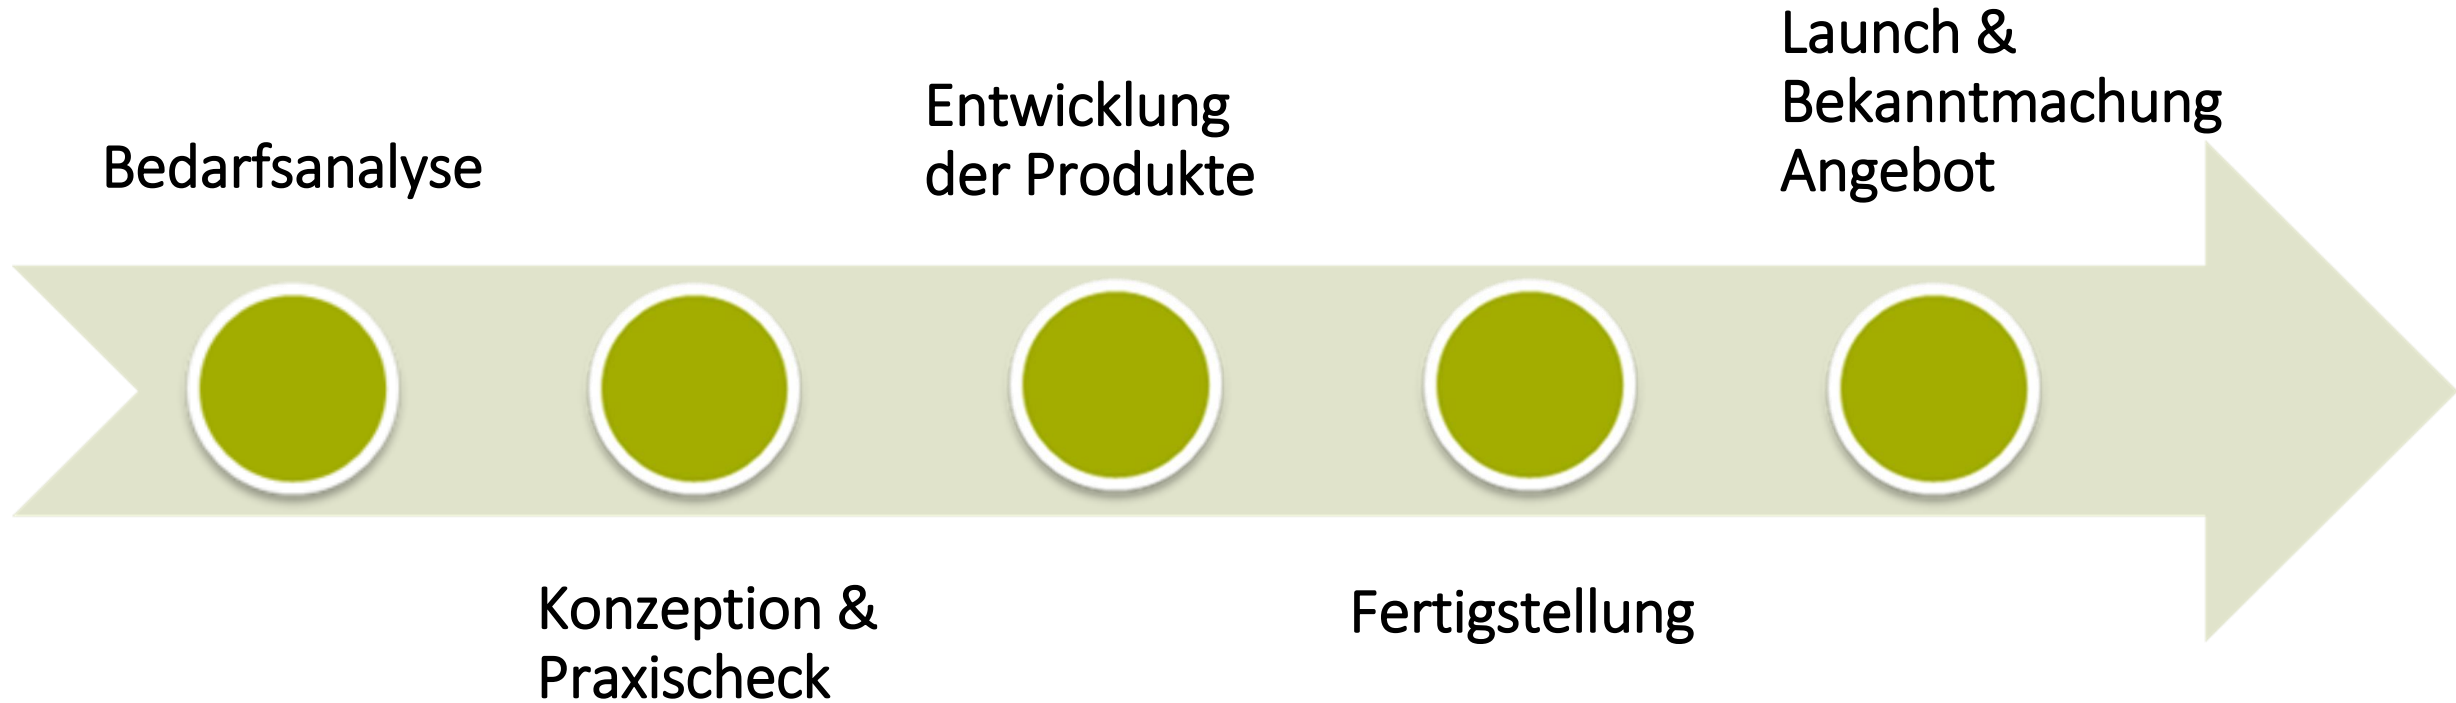 Bedarfsanalyse
Konzeption &
Praxischeck
Entwicklung
der Produkte
Fertigstellung
Launch &
Bekanntmachung
Angebot